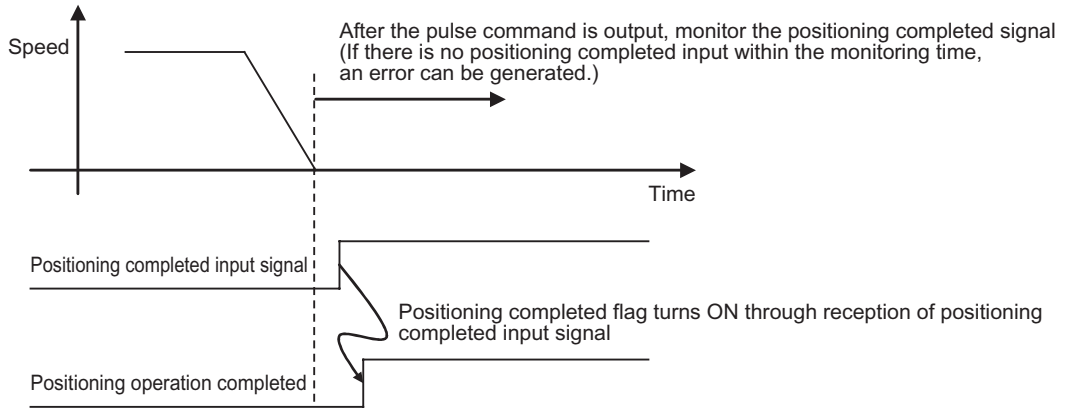 After the pulse command is output, monitor the positioning completed signal
(If there is no positioning completed input within the monitoring time,
an error can be generated.)
Speed
Time
Positioning completed input signal
Positioning completed flag turns ON through reception of positioning
completed input signal
Positioning operation completed